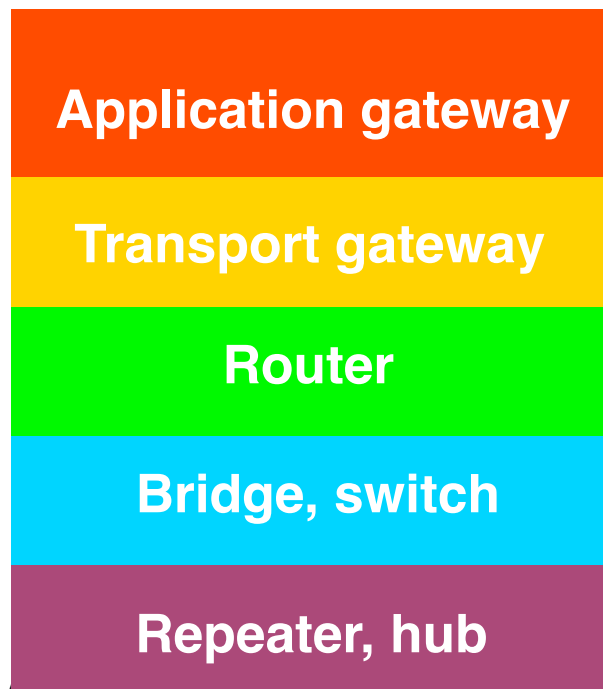 Application gateway
Transport gateway
Router
Bridge, switch
Repeater, hub